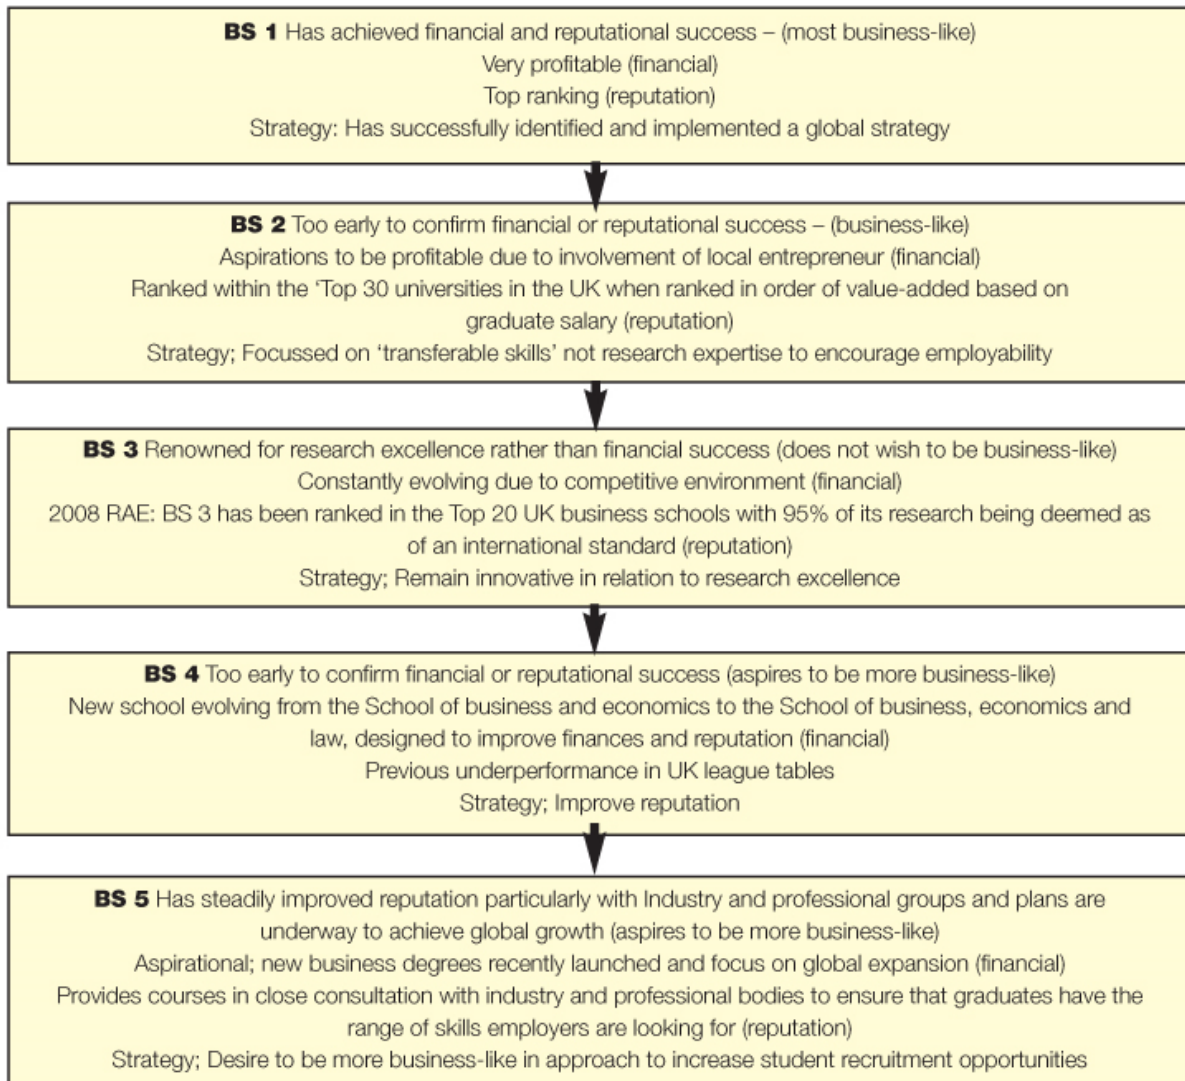 BS 1 Has achieved financial and reputational success – (most business-like)
Very profitable (financial)
Top ranking (reputation)
Strategy: Has successfully identified and implemented a global strategy
BS 2 Too early to confirm financial or reputational success – (business-like)
Aspirations to be profitable due to involvement of local entrepreneur (financial)
Ranked within the ‘Top 30 universities in the UK when ranked in order of value-added based on
graduate salary (reputation)
Strategy; Focussed on ‘transferable skills’ not research expertise to encourage employability
BS 3 Renowned for research excellence rather than financial success (does not wish to be business-like)
Constantly evolving due to competitive environment (financial)
2008 RAE: BS 3 has been ranked in the Top 20 UK business schools with 95% of its research being deemed as
of an international standard (reputation)
Strategy; Remain innovative in relation to research excellence
BS 4 Too early to confirm financial or reputational success (aspires to be more business-like)
New school evolving from the School of business and economics to the School of business, economics and
law, designed to improve finances and reputation (financial)
Previous underperformance in UK league tables
Strategy; Improve reputation
BS 5 Has steadily improved reputation particularly with Industry and professional groups and plans are
underway to achieve global growth (aspires to be more business-like)
Aspirational; new business degrees recently launched and focus on global expansion (financial)
Provides courses in close consultation with industry and professional bodies to ensure that graduates have the
range of skills employers are looking for (reputation)
Strategy; Desire to be more business-like in approach to increase student recruitment opportunities